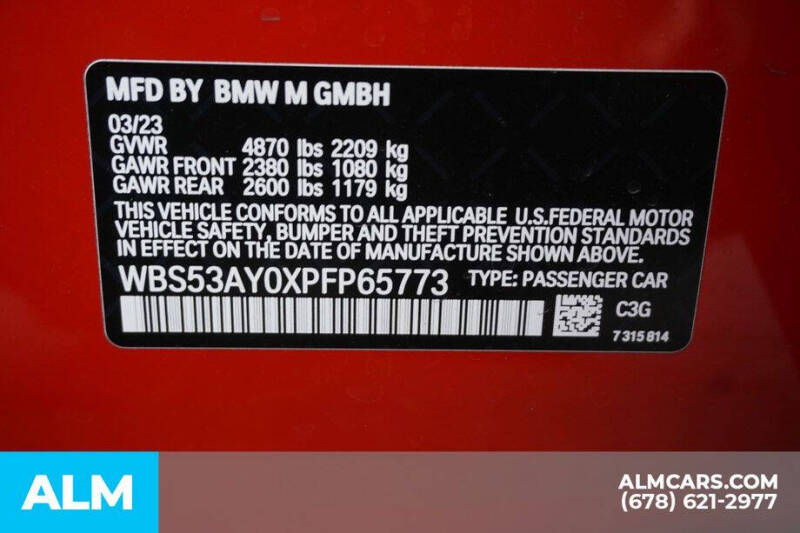 MFD BY BMW M GMBH
03/23
GVWR 4870 lbs 2209 kg
GAWR FRONT 2380 lbs 1080 kg
GAWR REAR 2600 lbs 1179 kg
THIS VEHICLE CONFORMS TO ALL APPLICABLE U.S.FEDERAL MOTOR
VEHICLE SAFETY, BUMPER AND THEFT PREVENTION STANDARDS
IN EFFECT ON THE DATE OF MANUFACTURE SHOWN ABOVE.
WBS53AY0XPFP65773 TYPE: PASSENGER CAR
C3G
7 315 814
ALM
ALMCARS.COM
(678) 621-2977